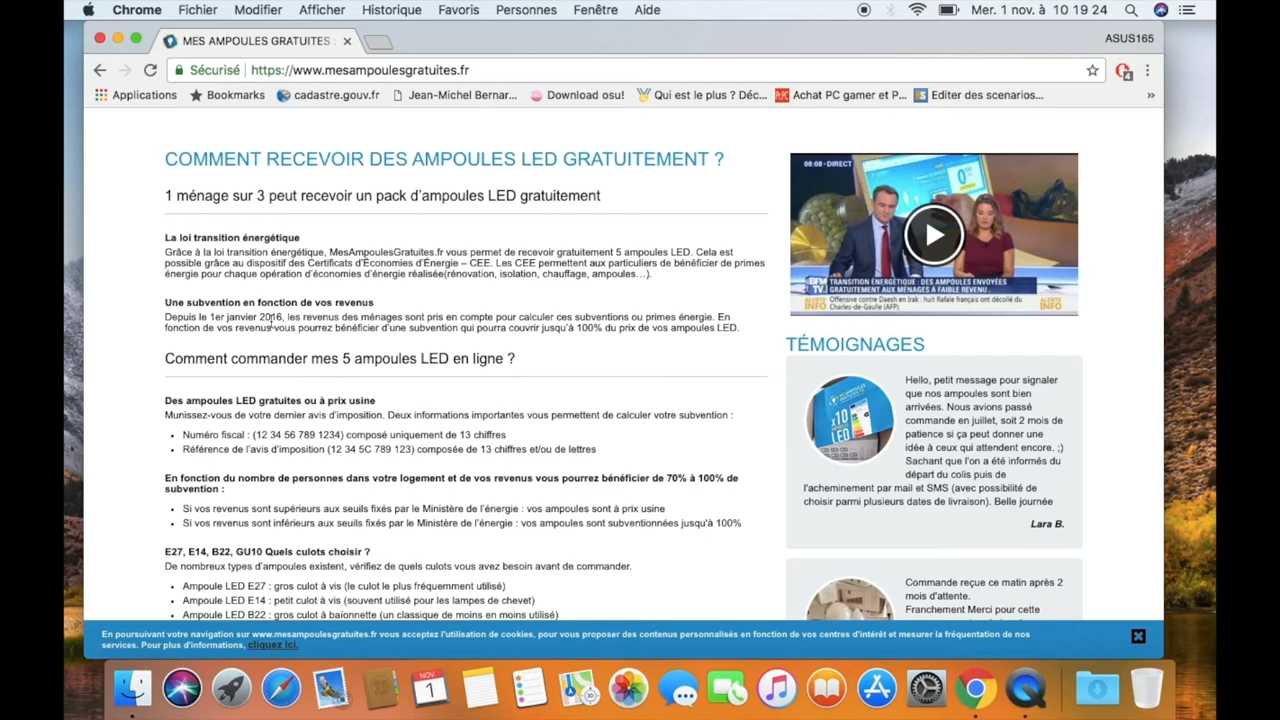 Chrome Fichier Modifier Afficher Historique Favoris Personnes Fenêtre Aide Mer. 1 nov. à 10 19 24
MES AMPOULES GRATUITES : ASUS165
Sécurisé https://www.mesampoulesgratuites.fr
Applications Bookmarks cadastre.gouv.fr Jean-Michel Bernar... Download osu! Qui est le plus ? Déc... Achat PC gamer et P... Editer des scenarios... »
COMMENT RECEVOIR DES AMPOULES LED GRATUITEMENT ?
1 ménage sur 3 peut recevoir un pack d'ampoules LED gratuitement
La loi transition énergétique
Grâce à la loi transition énergétique, MesAmpoulesGratuites.fr vous permet de recevoir gratuitement 5 ampoules LED. Cela est
possible grâce au dispositif des Certificats d'Économies d'Énergie – CEE. Les CEE permettent aux particuliers de bénéficier de primes
énergie pour chaque opération d'économies d'énergie réalisée(rénovation, isolation, chauffage, ampoules…).
Une subvention en fonction de vos revenus
Depuis le 1er janvier 2016, les revenus des ménages sont pris en compte pour calculer ces subventions ou primes énergie. En
fonction de vos revenus vous pourrez bénéficier d'une subvention qui pourra couvrir jusqu'à 100% du prix de vos ampoules LED.
Comment commander mes 5 ampoules LED en ligne ?
Des ampoules LED gratuites ou à prix usine
Munissez-vous de votre dernier avis d'imposition. Deux informations importantes vous permettent de calculer votre subvention :
• Numéro fiscal : (12 34 56 789 1234) composé uniquement de 13 chiffres
• Référence de l'avis d'imposition (12 34 5C 789 123) composée de 13 chiffres et/ou de lettres
En fonction du nombre de personnes dans votre logement et de vos revenus vous pourrez bénéficier de 70% à 100% de
subvention :
• Si vos revenus sont supérieurs aux seuils fixés par le Ministère de l'énergie : vos ampoules sont à prix usine
• Si vos revenus sont inférieurs aux seuils fixés par le Ministère de l'énergie : vos ampoules sont subventionnées jusqu'à 100%
E27, E14, B22, GU10 Quels culots choisir ?
De nombreux types d'ampoules existent, vérifiez de quels culots vous avez besoin avant de commander.
• Ampoule LED E27 : gros culot à vis (le culot le plus fréquemment utilisé)
• Ampoule LED E14 : petit culot à vis (souvent utilisé pour les lampes de chevet)
• Ampoule LED B22 : gros culot à baïonnette (un classique de moins en moins utilisé)
08:08 - DIRECT
BFM TV. TRANSITION ÉNERGÉTIQUE : DES AMPOULES ENVOYÉES
GRATUITEMENT AUX MÉNAGES À FAIBLE REVENU
ALERTE INFO Offensive contre Daesh en Irak : huit Rafale français ont décollé du
Charles-de-Gaulle (AFP). ALERTE INFO
TÉMOIGNAGES
x10
LED
Hello, petit message pour signaler
que nos ampoules sont bien
arrivées. Nous avions passé
commande en juillet, soit 2 mois de
patience si ça peut donner une
idée à ceux qui attendent encore. ;)
Sachant que l'on a été informés du
départ du colis puis de
l'acheminement par mail et SMS (avec possibilité de
choisir parmi plusieurs dates de livraison). Belle journée
Lara B.
Commande reçue ce matin après 2
mois d'attente.
Franchement Merci pour cette
En poursuivant votre navigation sur www.mesampoulesgratuites.fr vous acceptez l'utilisation de cookies, pour vous proposer des contenus personnalisés en fonction de vos centres d'intérêt et mesurer la fréquentation de nos
services. Pour plus d'informations, cliquez ici.
NOV.
1